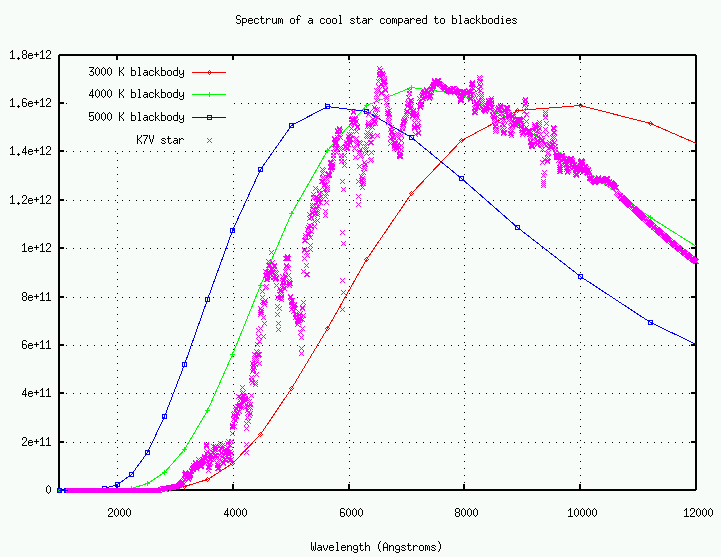 Spectrum of a cool star compared to blackbodies
1.8e+12
1.6e+12
1.4e+12
1.2e+12
1e+12
8e+11
6e+11
4e+11
2e+11
0
3000 K blackbody
4000 K blackbody
5000 K blackbody
K7V star
2000 4000 6000 8000 10000 12000
Wavelength (Angstroms)